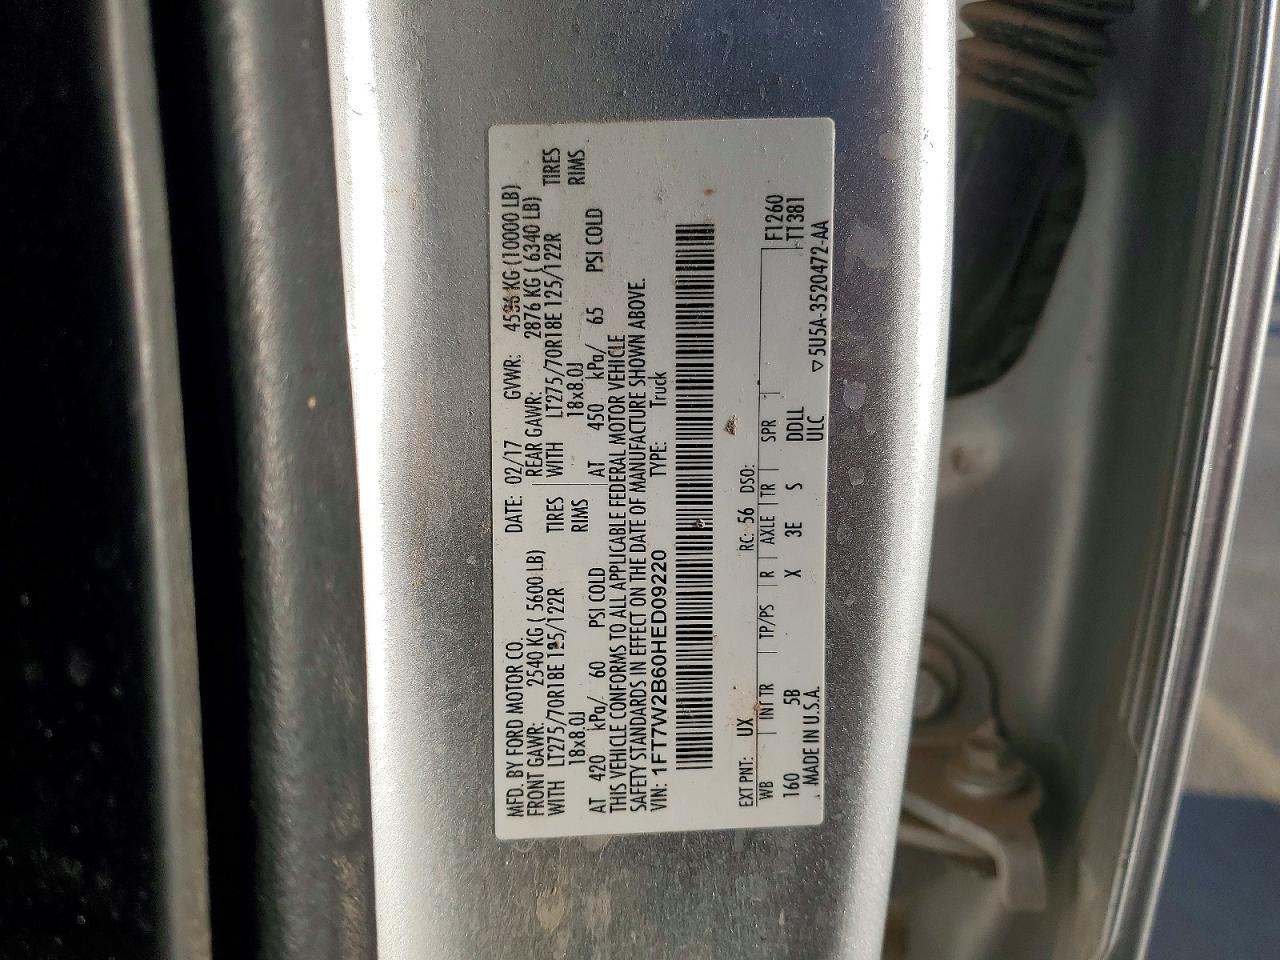 MFD. BY FORD MOTOR CO.
DATE: 02/17 GVWR: 4536 KG (10000 LB)
FRONT GAWR: 2540 KG ( 5600 LB) REAR GAWR: 2876 KG ( 6340 LB)
WITH LT275/70R18E 125/122R TIRES WITH LT275/70R18E 125/122R TIRES
18x8.0J RIMS 18x8.0J RIMS
AT 420 kPa/ 60 PSI COLD AT 450 kPa/ 65 PSI COLD
THIS VEHICLE CONFORMS TO ALL APPLICABLE FEDERAL MOTOR VEHICLE
SAFETY STANDARDS IN EFFECT ON THE DATE OF MANUFACTURE SHOWN ABOVE.
VIN: 1FT7W2B60HED09220 TYPE: Truck
EXT PNT: UX RC: 56 DSO: F1260
WB INT TR TP/PS R AXLE TR SPR TT381
160 5B X 3E S DDLL
ULC
MADE IN U.S.A. ▽5U5A-3520472-AA